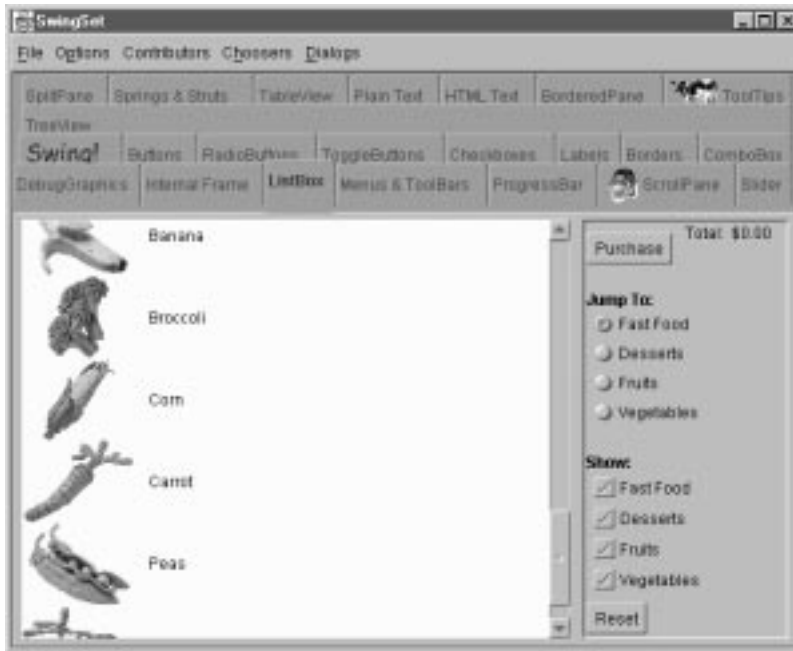 SwingSet
File Options Contributors Choosers Dialogs
SplitPane Springs & Struts TableView Plain Text HTML Text BorderedPane ToolTips
TreeView
Swing! Buttons RadioButtons ToggleButtons Checkboxes Labels Borders ComboBox
DebugGraphics Internal Frame ListBox Menus & ToolBars ProgressBar ScrollPane Slider
Banana
Broccoli
Corn
Carrot
Peas
Total: $0.00
Purchase
Jump To:
Fast Food
Desserts
Fruits
Vegetables
Show:
Fast Food
Desserts
Fruits
Vegetables
Reset